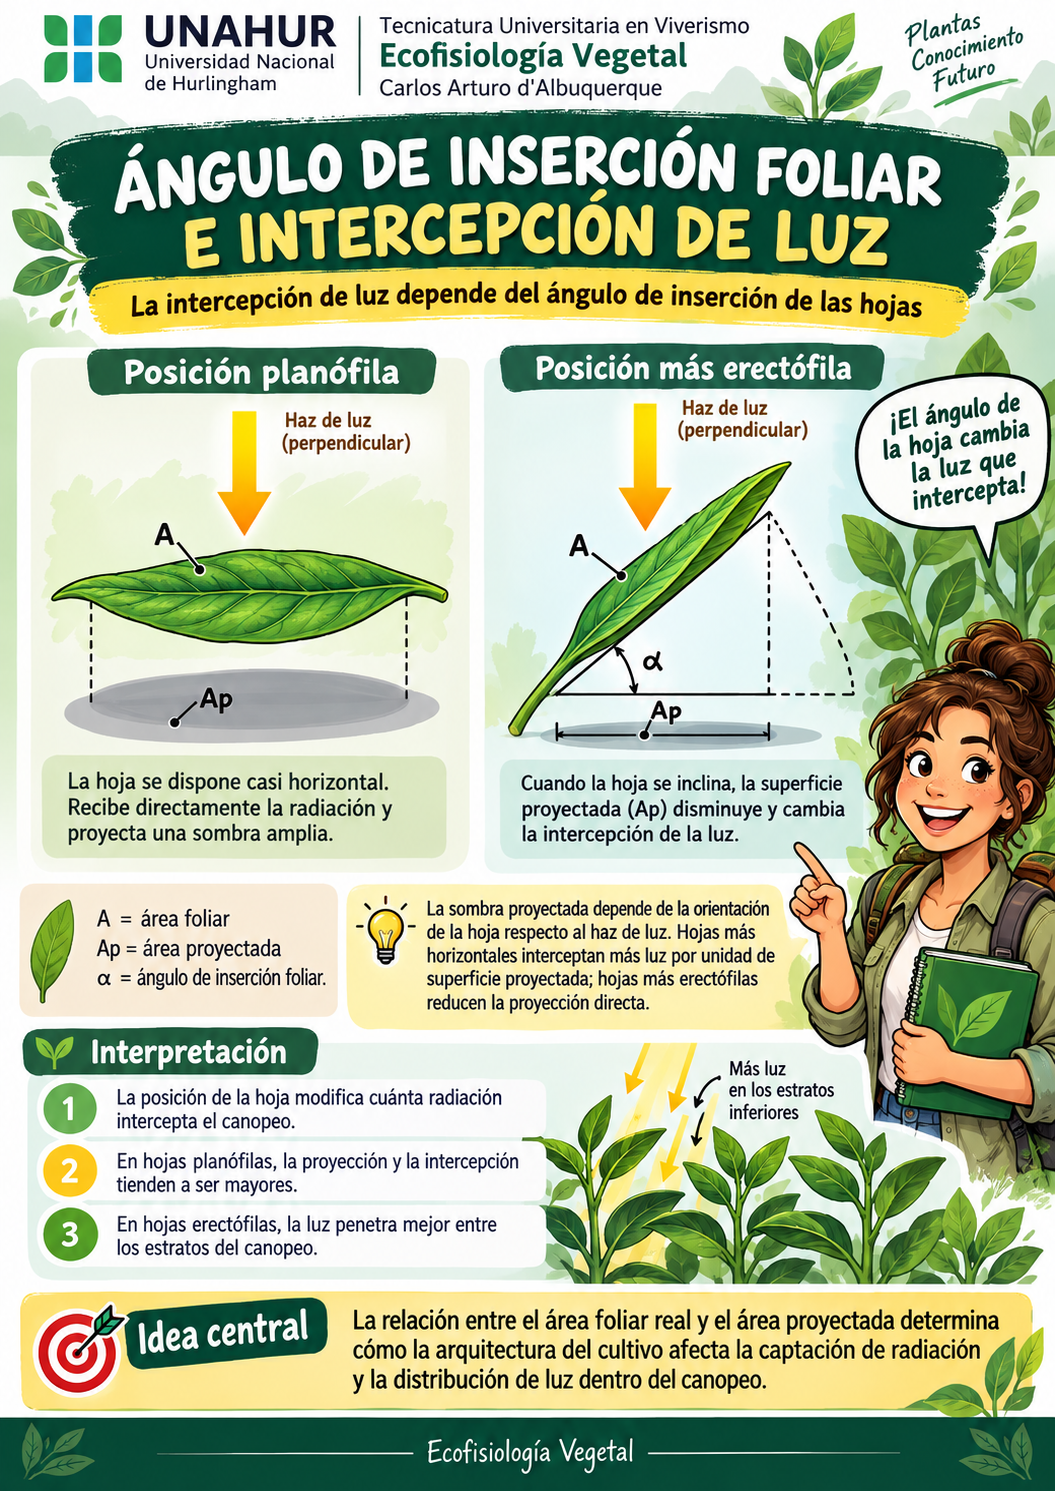 UNAHUR
Universidad Nacional
de Hurlingham
Tecnicatura Universitaria en Viverismo
Ecofisiología Vegetal
Carlos Arturo d'Albuquerque
Plantas
Conocimiento
Futuro
ÁNGULO DE INSERCIÓN FOLIAR
E INTERCEPCIÓN DE LUZ
La intercepción de luz depende del ángulo de inserción de las hojas
Posición planófila
Haz de luz
(perpendicular)
A
Ap
La hoja se dispone casi horizontal.
Recibe directamente la radiación y
proyecta una sombra amplia.
Posición más erectófila
Haz de luz
(perpendicular)
A
α
Ap
Cuando la hoja se inclina, la superficie
proyectada (Ap) disminuye y cambia
la intercepción de la luz.
¡El ángulo de
la hoja cambia
la luz que
intercepta!
A = área foliar
Ap = área proyectada
α = ángulo de inserción foliar.
La sombra proyectada depende de la orientación
de la hoja respecto al haz de luz. Hojas más
horizontales interceptan más luz por unidad de
superficie proyectada; hojas más erectófilas
reducen la proyección directa.
Interpretación
1 La posición de la hoja modifica cuánta radiación
intercepta el canopeo.
2 En hojas planófilas, la proyección y la intercepción
tienden a ser mayores.
3 En hojas erectófilas, la luz penetra mejor entre
los estratos del canopeo.
Más luz
en los estratos
inferiores
Idea central
La relación entre el área foliar real y el área proyectada determina
cómo la arquitectura del cultivo afecta la captación de radiación
y la distribución de luz dentro del canopeo.
Ecofisiología Vegetal